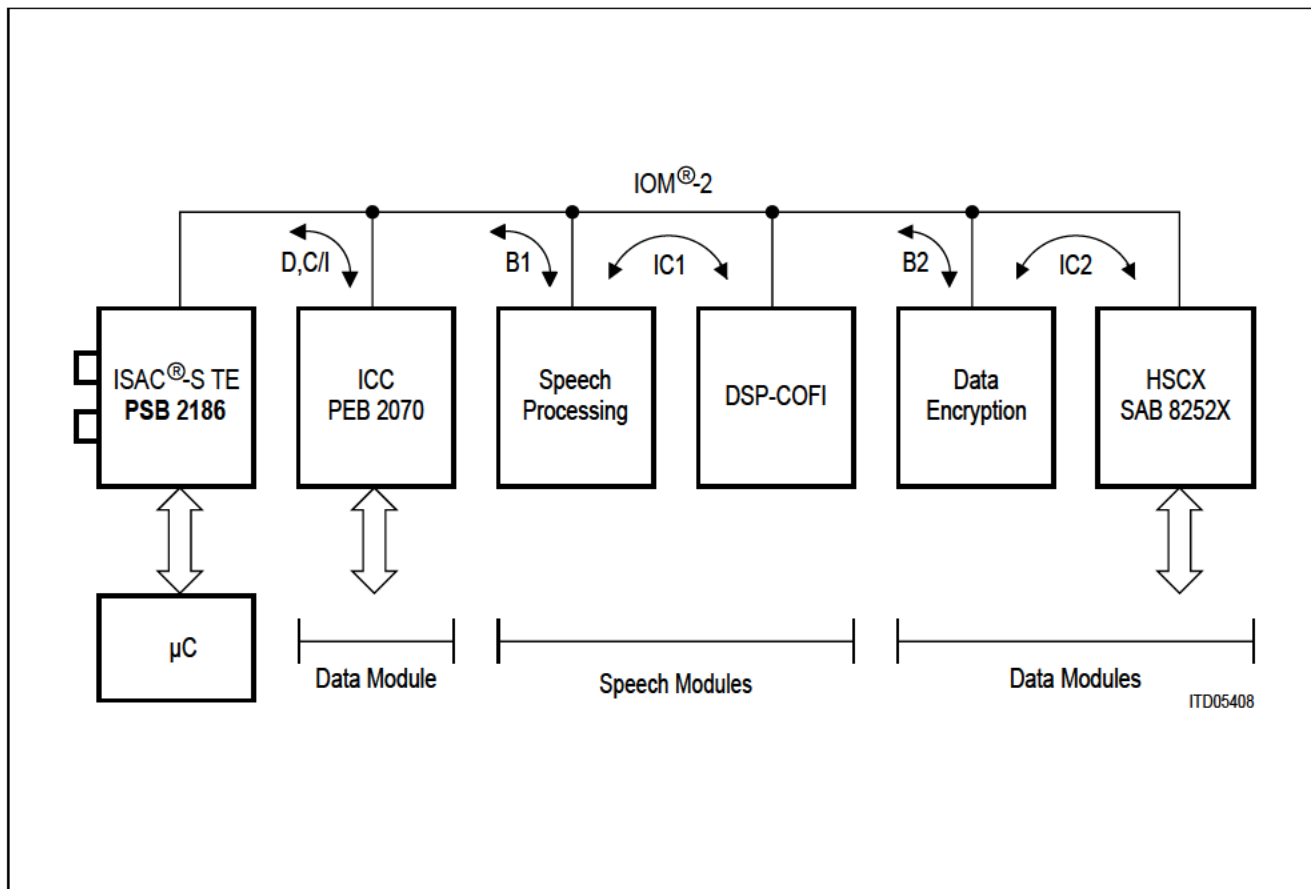 IOM®-2
D,C/I
B1
IC1
B2
IC2
ISAC®-S TE
PSB 2186
ICC
PEB 2070
Speech
Processing
DSP-COFI
Data
Encryption
HSCX
SAB 8252X
µC
Data Module
Speech Modules
Data Modules
ITD05408